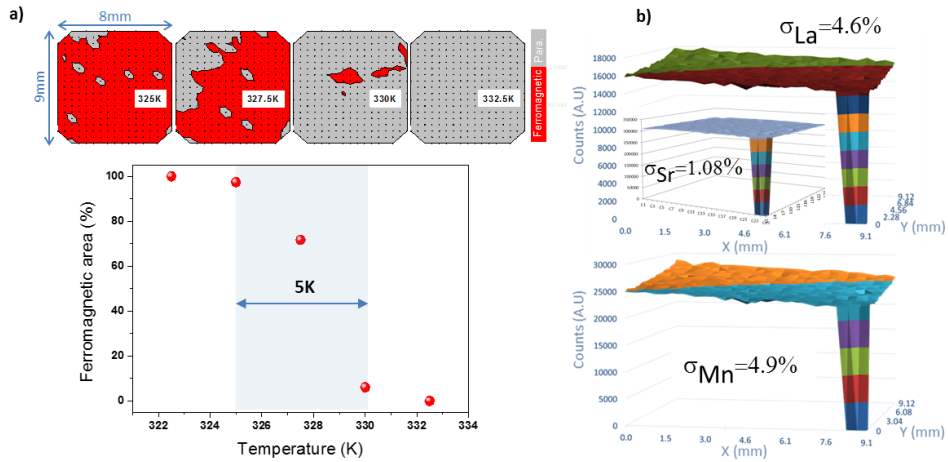 a)
8mm
9mm
325K
327.5K
330K
332.5K
Ferromagnetic
Para.
100
80
60
40
20
0
Ferromagnetic area (%)
5K
322
324
326
328
330
332
334
Temperature (K)
b)
σLa=4.6%
18000
16000
14000
12000
10000
8000
6000
4000
2000
0
Counts (A.U)
σSr=1.08%
0.0
1.5
3.0
4.6
6.1
7.6
9.1
X (mm)
9.12
6.84
4.56
2.28
0
Y (mm)
30000
25000
20000
15000
10000
5000
0
Counts (A.U)
σMn=4.9%
0.0
1.5
3.0
4.6
6.1
7.6
9.1
X (mm)
9.12
6.08
3.04
0
Y (mm)